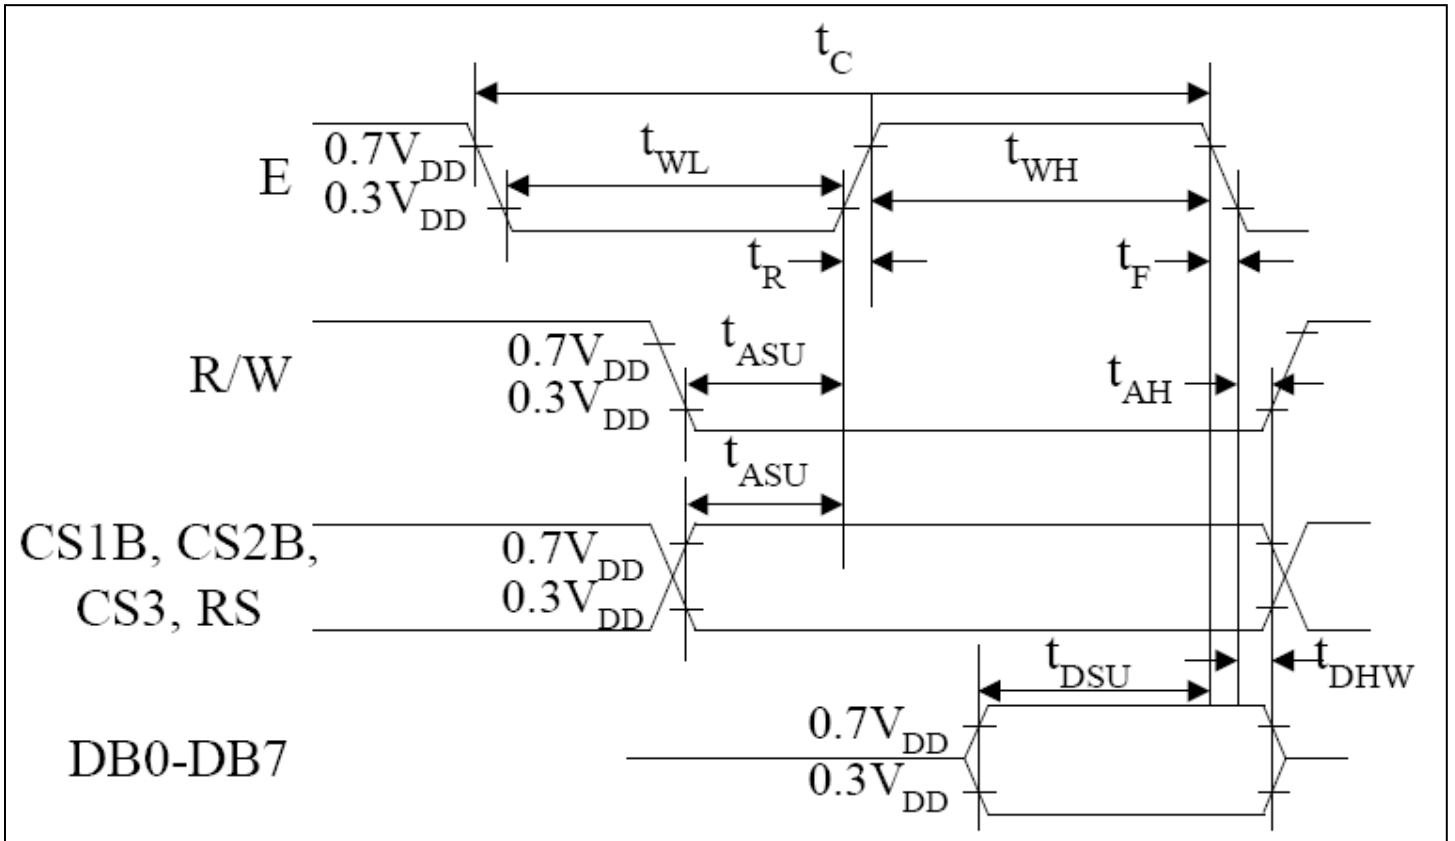 tC
E
0.7VDD
0.3VDD
tWL
tWH
tR
tF
R/W
0.7VDD
0.3VDD
tASU
tAH
tASU
CS1B, CS2B,
CS3, RS
0.7VDD
0.3VDD
tDSU
tDHW
DB0-DB7
0.7VDD
0.3VDD